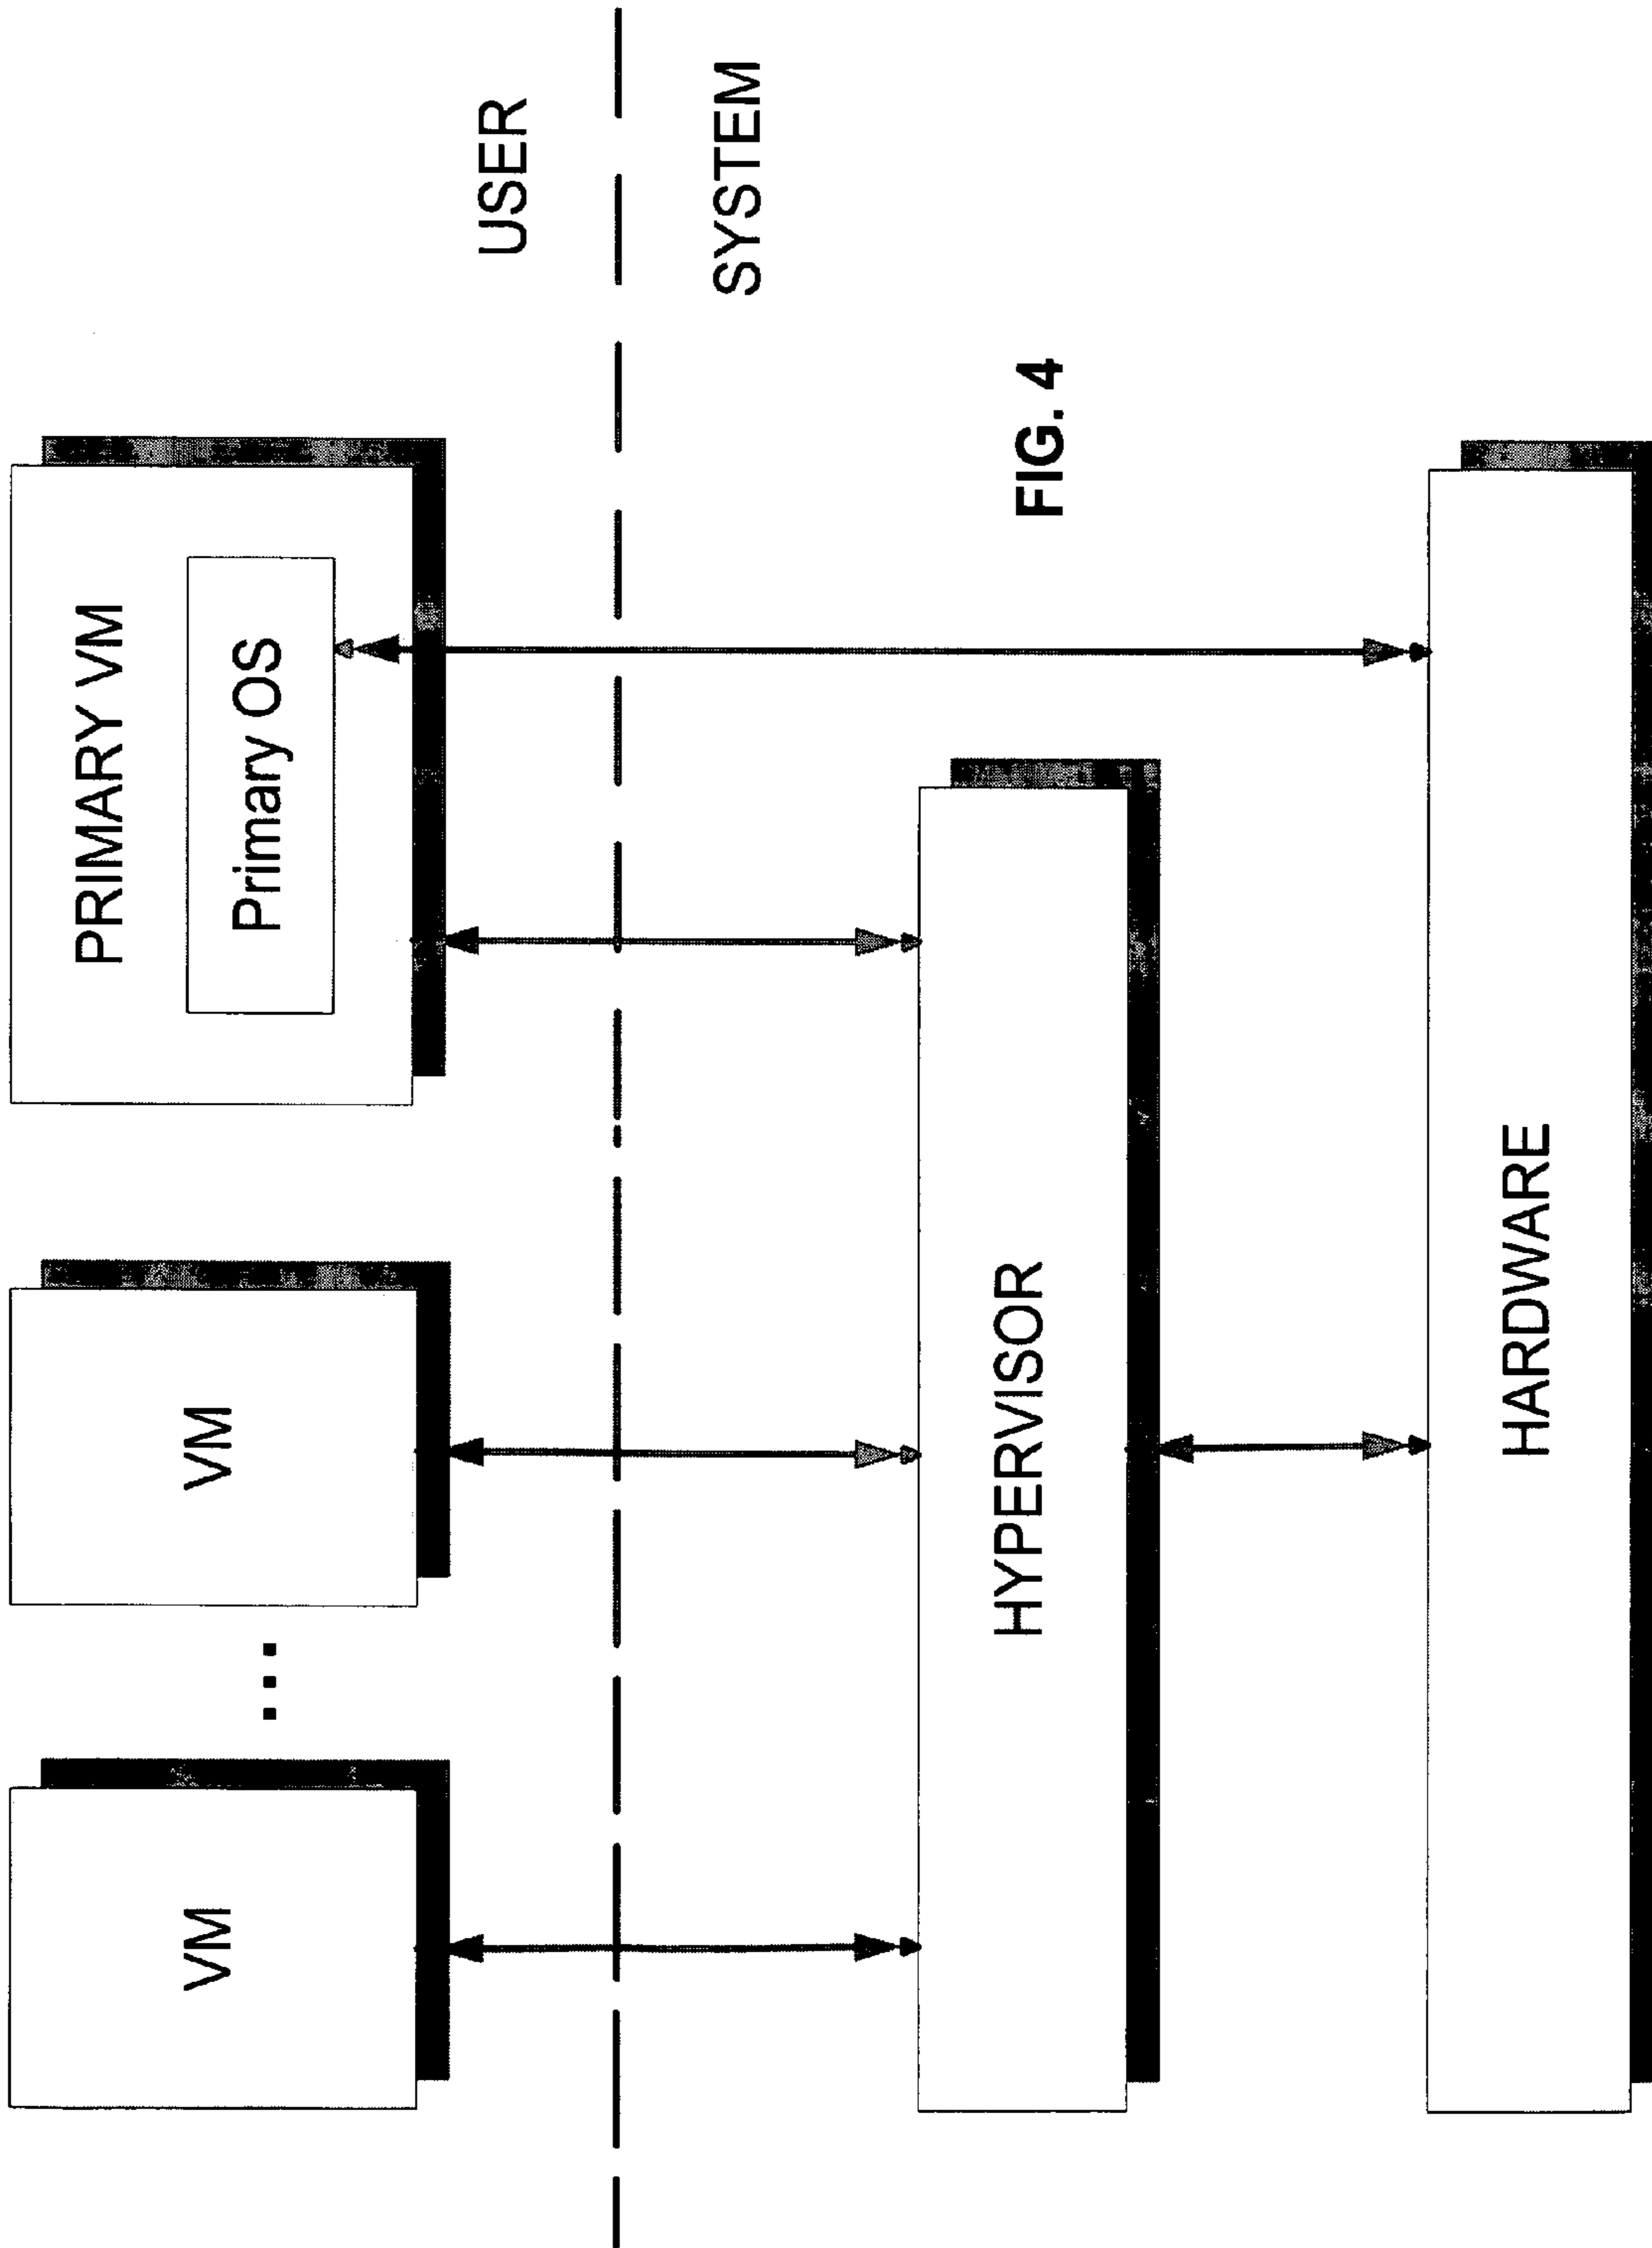 VM
...
VM
PRIMARY VM
Primary OS
USER
SYSTEM
HYPERVISOR
FIG. 4
HARDWARE